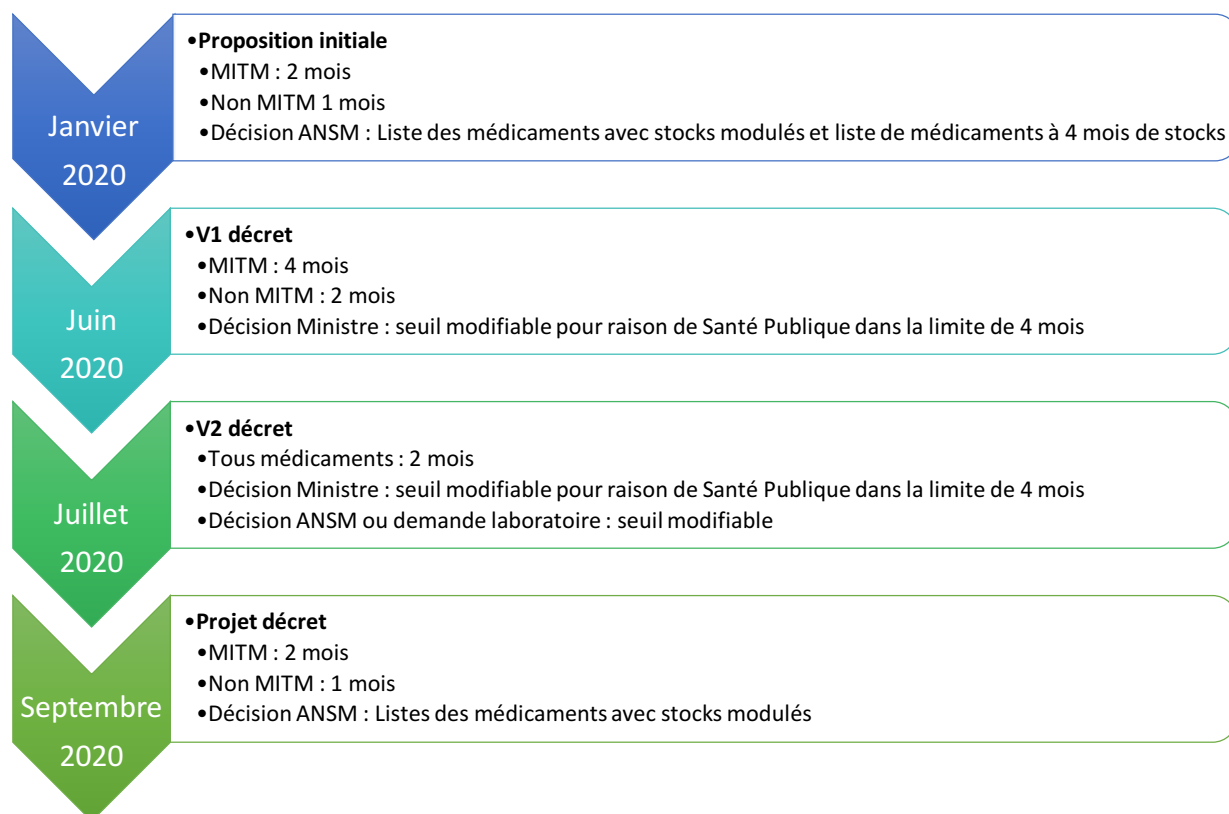 Janvier
2020
•Proposition initiale
•MITM : 2 mois
•Non MITM 1 mois
•Décision ANSM : Liste des médicaments avec stocks modulés et liste de médicaments à 4 mois de stocks
Juin
2020
•V1 décret
•MITM : 4 mois
•Non MITM : 2 mois
•Décision Ministre : seuil modifiable pour raison de Santé Publique dans la limite de 4 mois
Juillet
2020
•V2 décret
•Tous médicaments : 2 mois
•Décision Ministre : seuil modifiable pour raison de Santé Publique dans la limite de 4 mois
•Décision ANSM ou demande laboratoire : seuil modifiable
Septembre
2020
•Projet décret
•MITM : 2 mois
•Non MITM : 1 mois
•Décision ANSM : Listes des médicaments avec stocks modulés